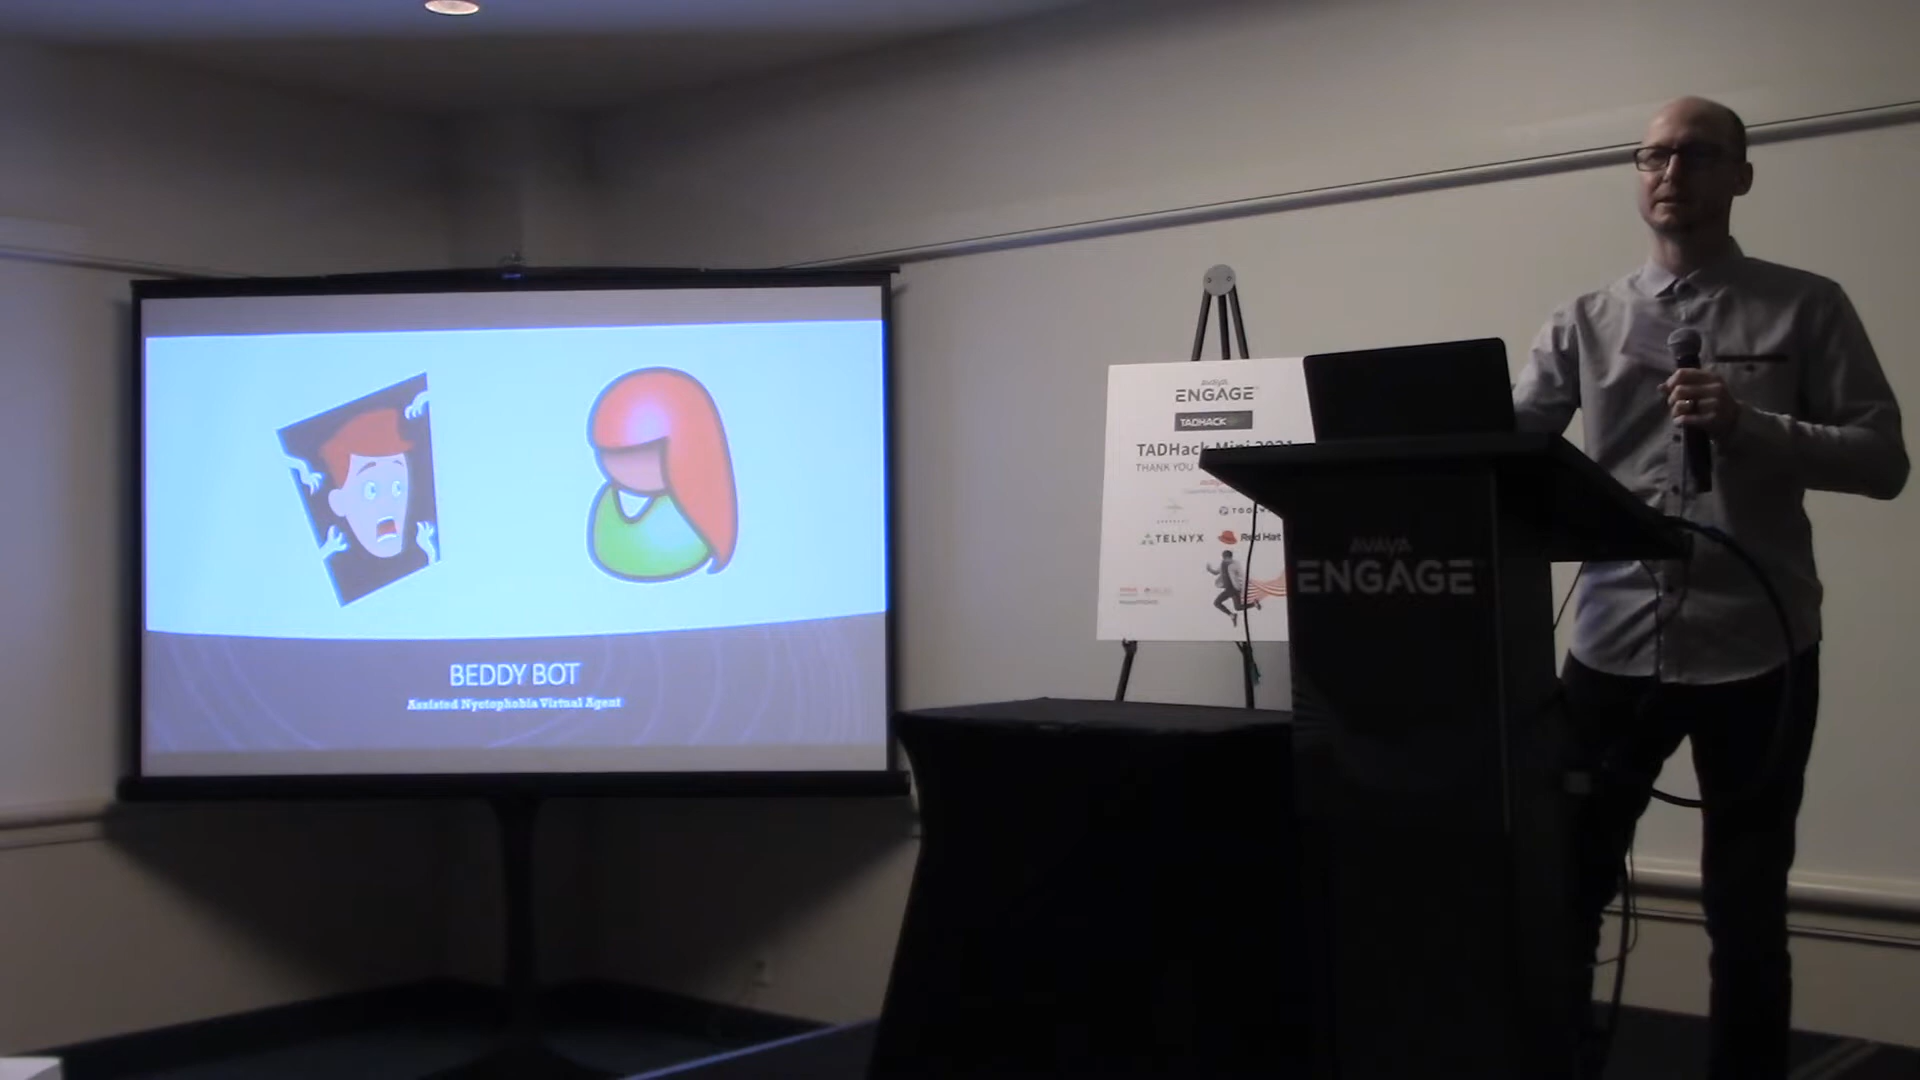 BEDDY BOT
Assisted Nyctophobia Virtual Agent
AVAYA
ENGAGE
TADHACK
TADHack Mini 2021
THANK YOU
TELNYX
Red Hat
AVAYA
ENGAGE